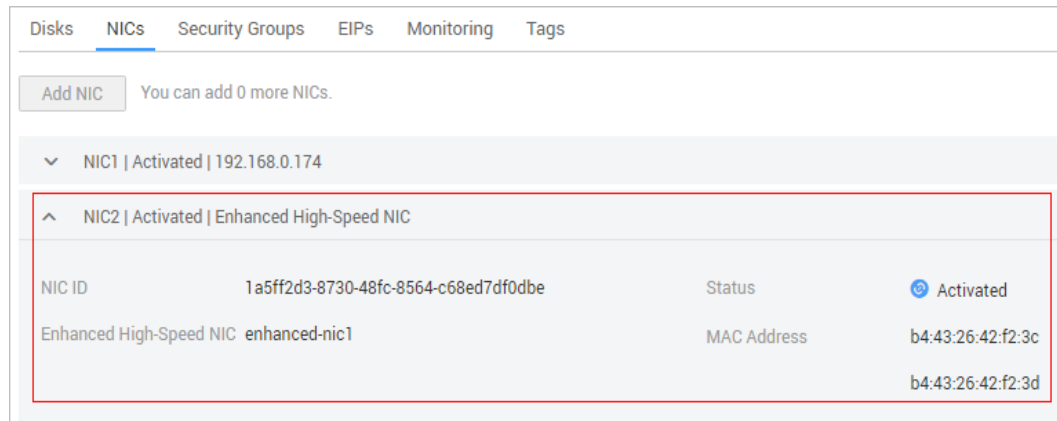 Disks NICs Security Groups EIPs Monitoring Tags
Add NIC You can add 0 more NICs.
NIC1 | Activated | 192.168.0.174
NIC2 | Activated | Enhanced High-Speed NIC
NIC ID 1a5ff2d3-8730-48fc-8564-c68ed7df0dbe Status Activated
Enhanced High-Speed NIC enhanced-nic1 MAC Address b4:43:26:42:f2:3c
b4:43:26:42:f2:3d